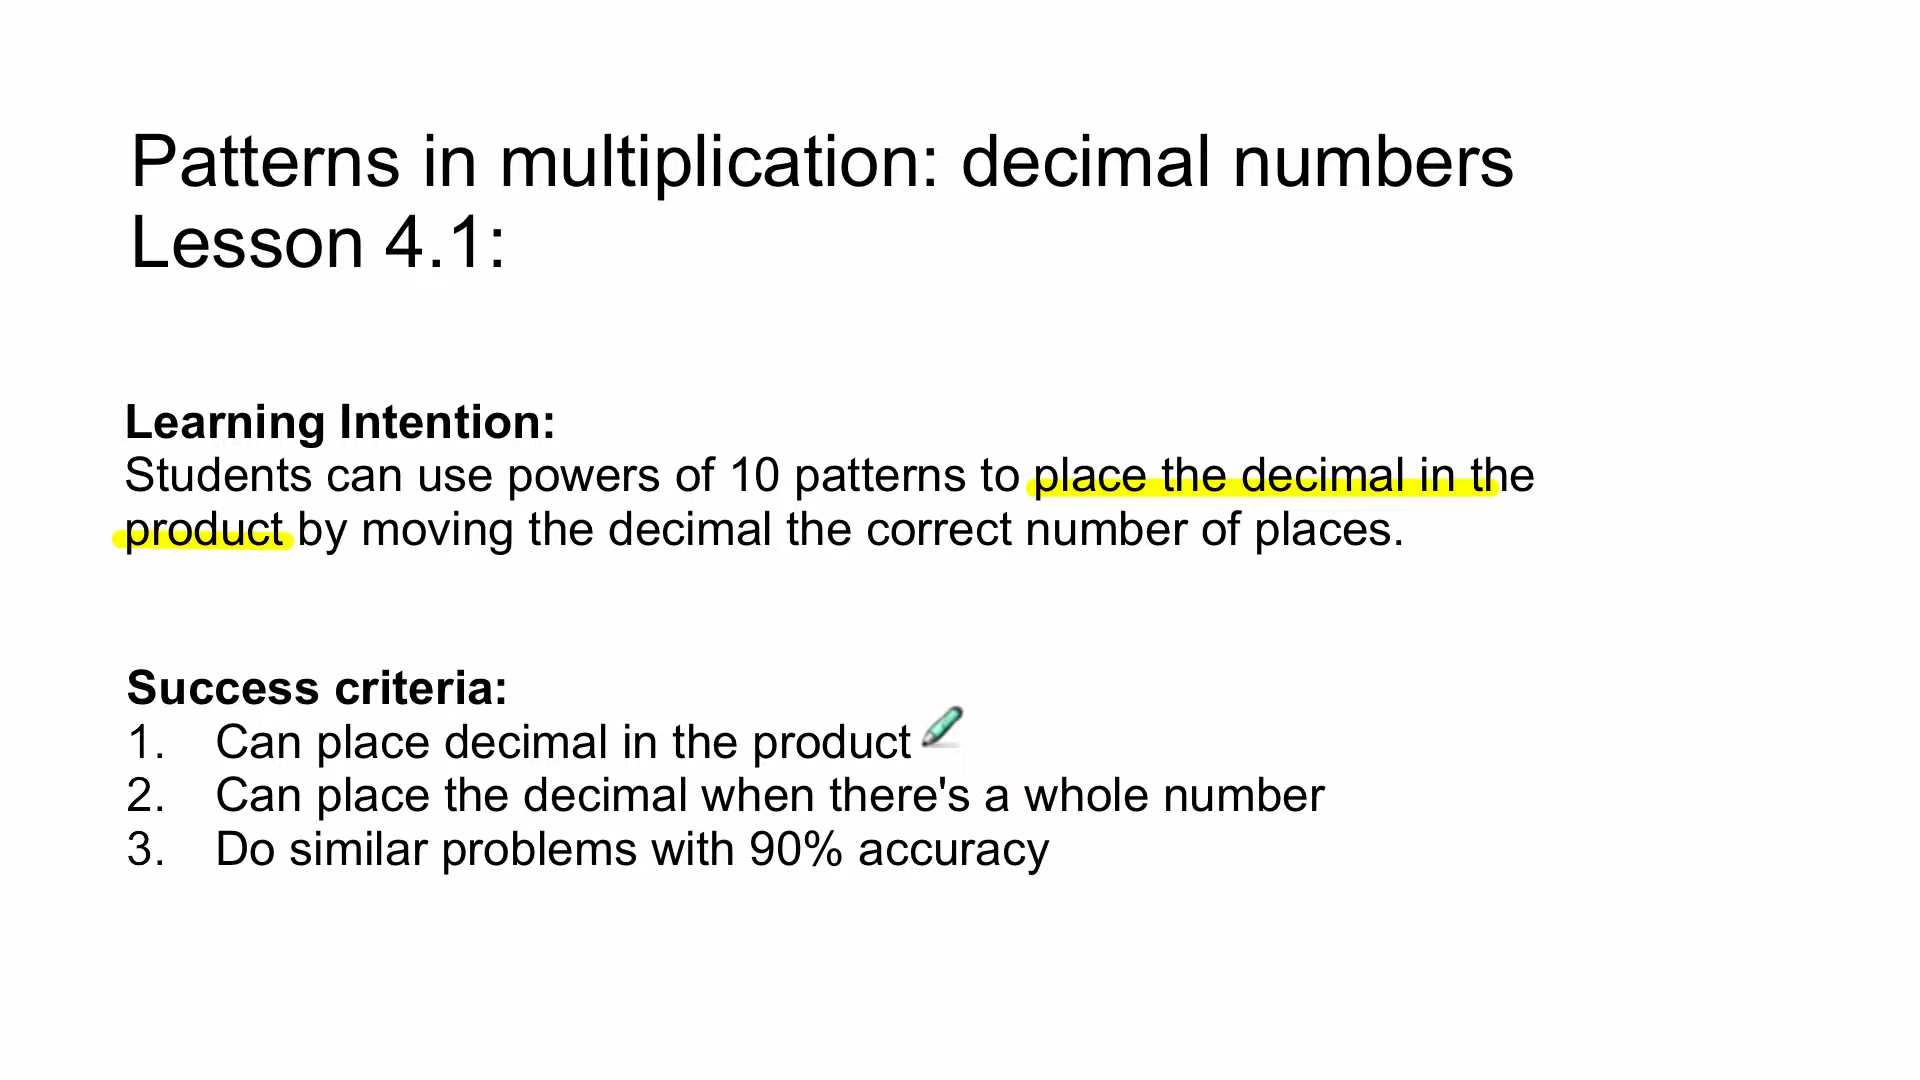 Patterns in multiplication: decimal numbers
Lesson 4.1:
Learning Intention:
Students can use powers of 10 patterns to place the decimal in the
product by moving the decimal the correct number of places.
Success criteria:
1. Can place decimal in the product
2. Can place the decimal when there's a whole number
3. Do similar problems with 90% accuracy